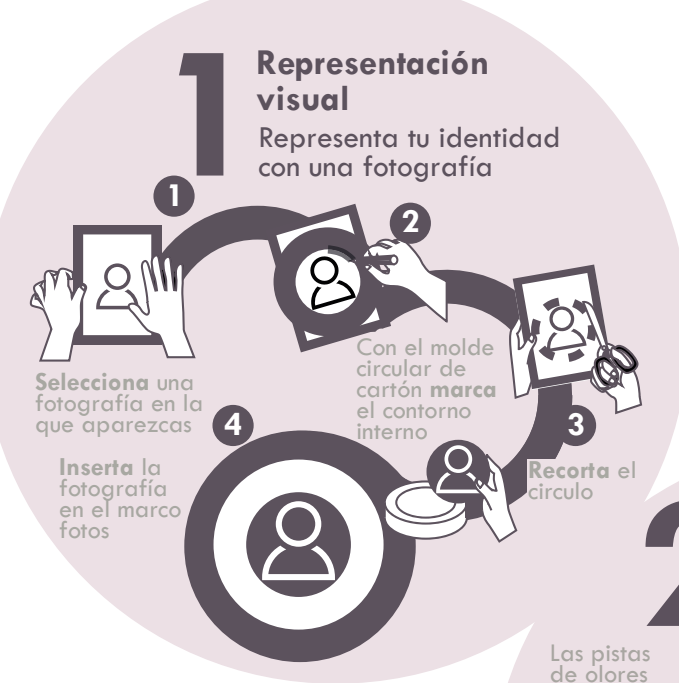 1
Representación
visual
Representa tu identidad
con una fotografía
1
2
Selecciona una
fotografía en la
que aparezcas
Con el molde
circular de
cartón marca
el contorno
interno
3
Recorta el
circulo
4
Inserta la
fotografía
en el marco
fotos
2
Las pistas
de olores